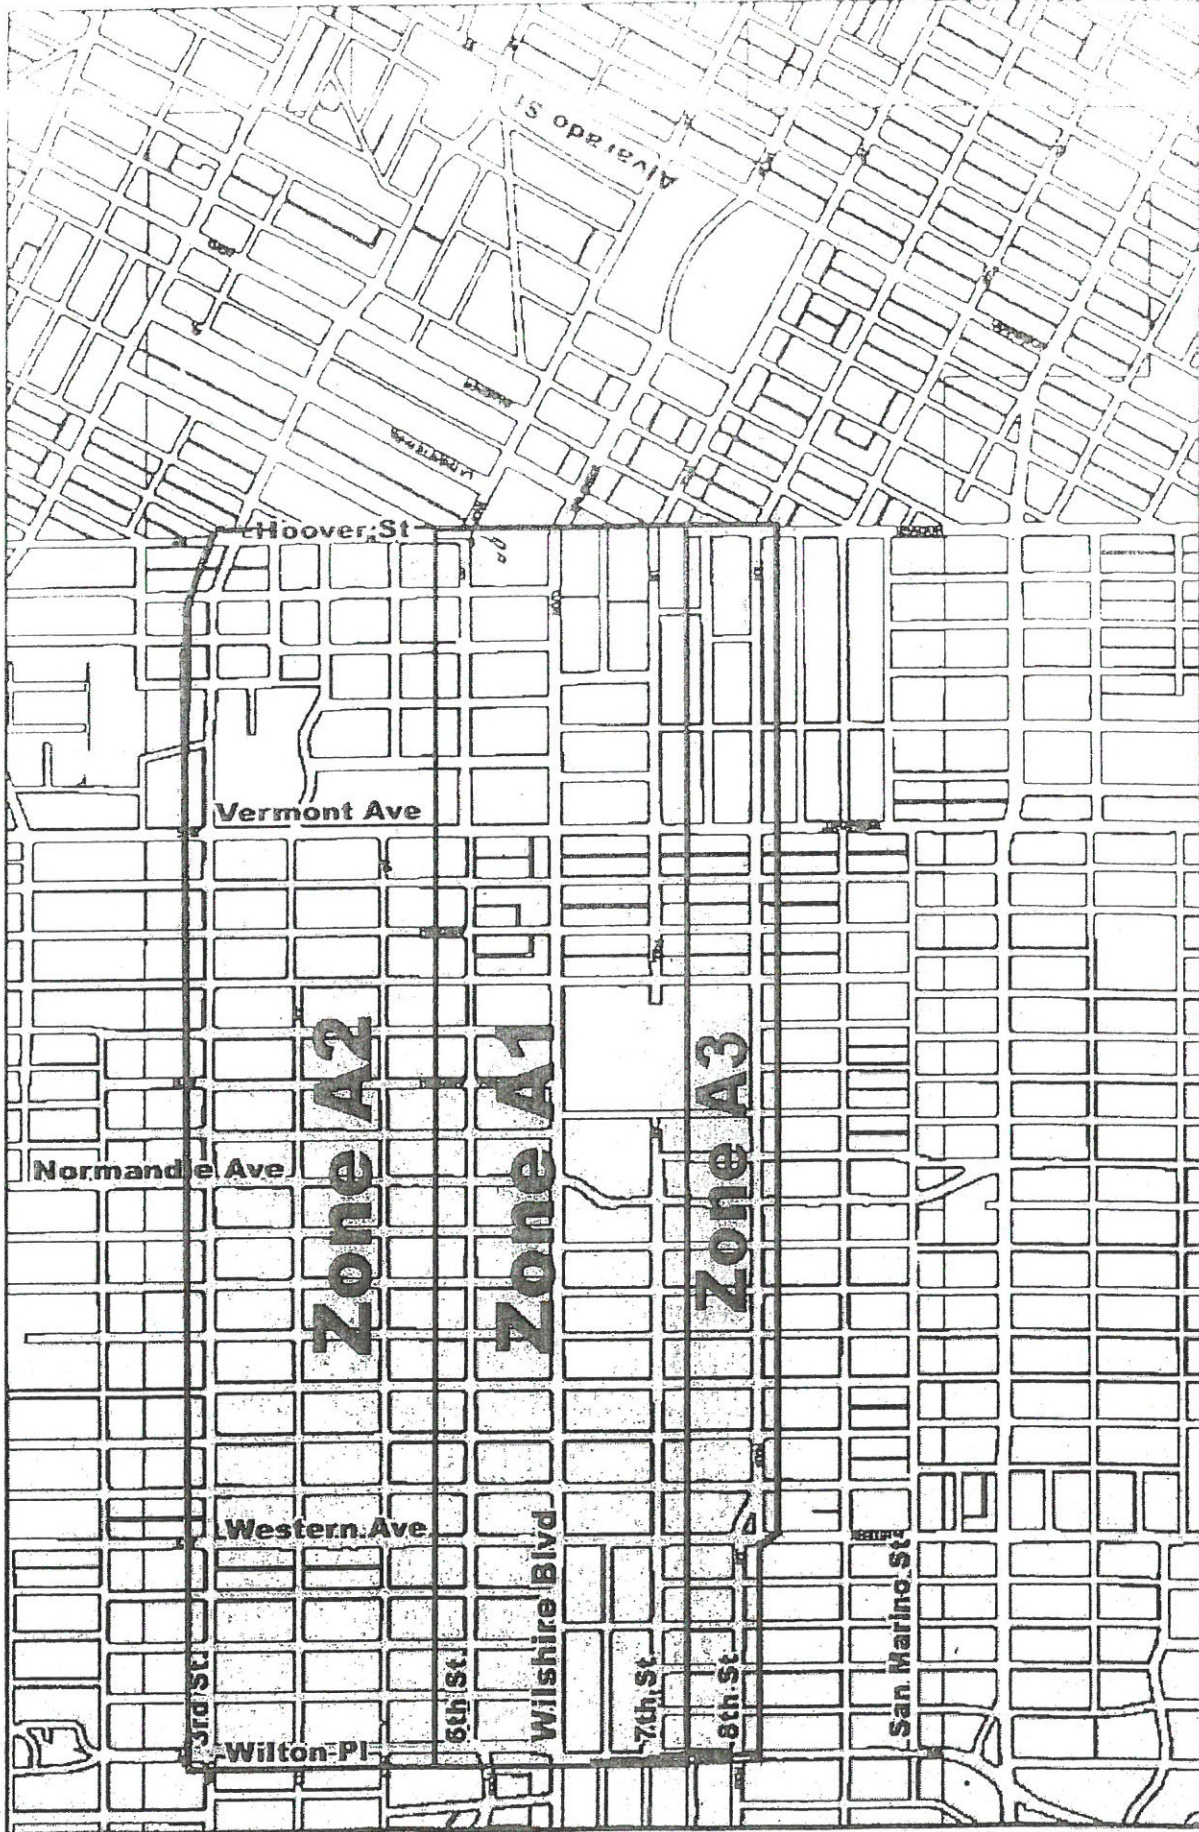 Alvarado St
Hoover St
Vermont Ave
Zone A2
Zone A1
Zone A3
Normandie Ave
Western Ave
3rd St.
6th St.
Wilshire Blvd
7th St.
8th St.
San Marino St
Wilton Pl